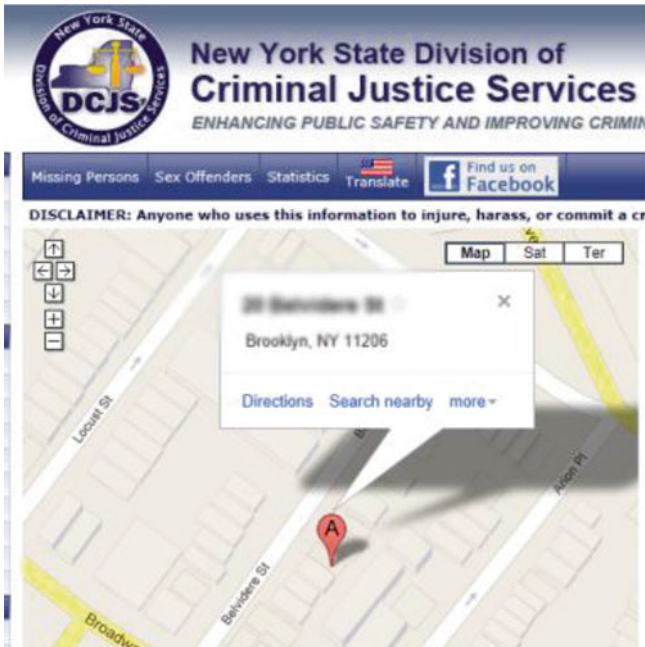 New York State
Division of Criminal Justice Services
DCJS
New York State Division of
Criminal Justice Services
ENHANCING PUBLIC SAFETY AND IMPROVING
Missing Persons Sex Offenders Statistics Translate Find us on Facebook
DISCLAIMER: Anyone who uses this information to injure, harass, or commit a
Map Sat Ter
Brooklyn, NY 11206
Directions Search nearby more
Locust St
Arion Pl
A
Belvidere St